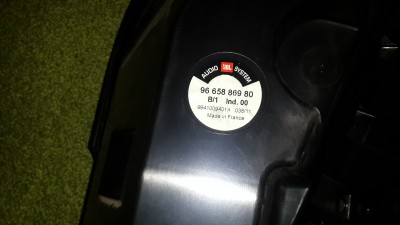 AUDIO JBL SYSTEM
96 658 869 80
B/1 Ind. 00
Made in France